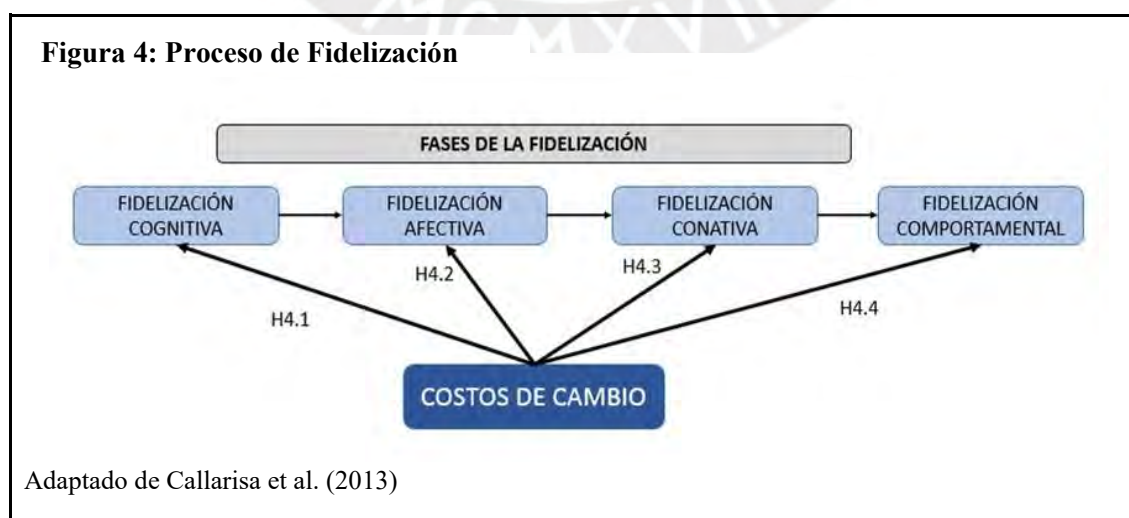 MCMXVII
Figura 4: Proceso de Fidelización
FASES DE LA FIDELIZACIÓN
FIDELIZACIÓN
COGNITIVA
FIDELIZACIÓN
AFECTIVA
FIDELIZACIÓN
CONATIVA
FIDELIZACIÓN
COMPORTAMENTAL
H4.1
H4.2
H4.3
H4.4
COSTOS DE CAMBIO
Adaptado de Callarisa et al. (2013)